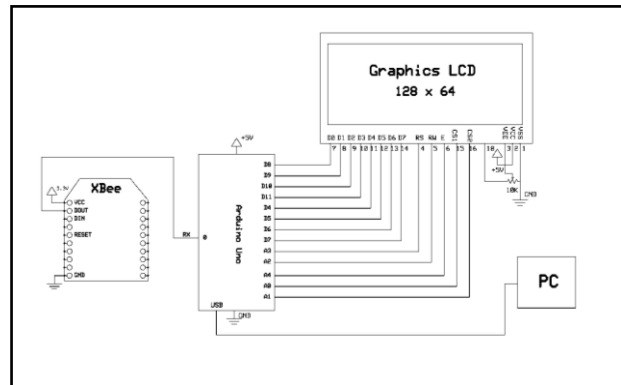 Graphics LCD
128 x 64
D0 D1 D2 D3 D4 D5 D6 D7 RS RW E CS1 CS2 VEE VCC VSS
7 8 9 10 11 12 13 14 4 5 6 15 16 18 3 2 1
+5V
10K
GND
+5V
Arduino Uno
D8
D9
D10
D11
D4
D5
D6
D7
A3
A2
A4
A0
A1
RX
0
USB
GND
XBee
3.3V
VCC
DOUT
DIN
RESET
GND
PC